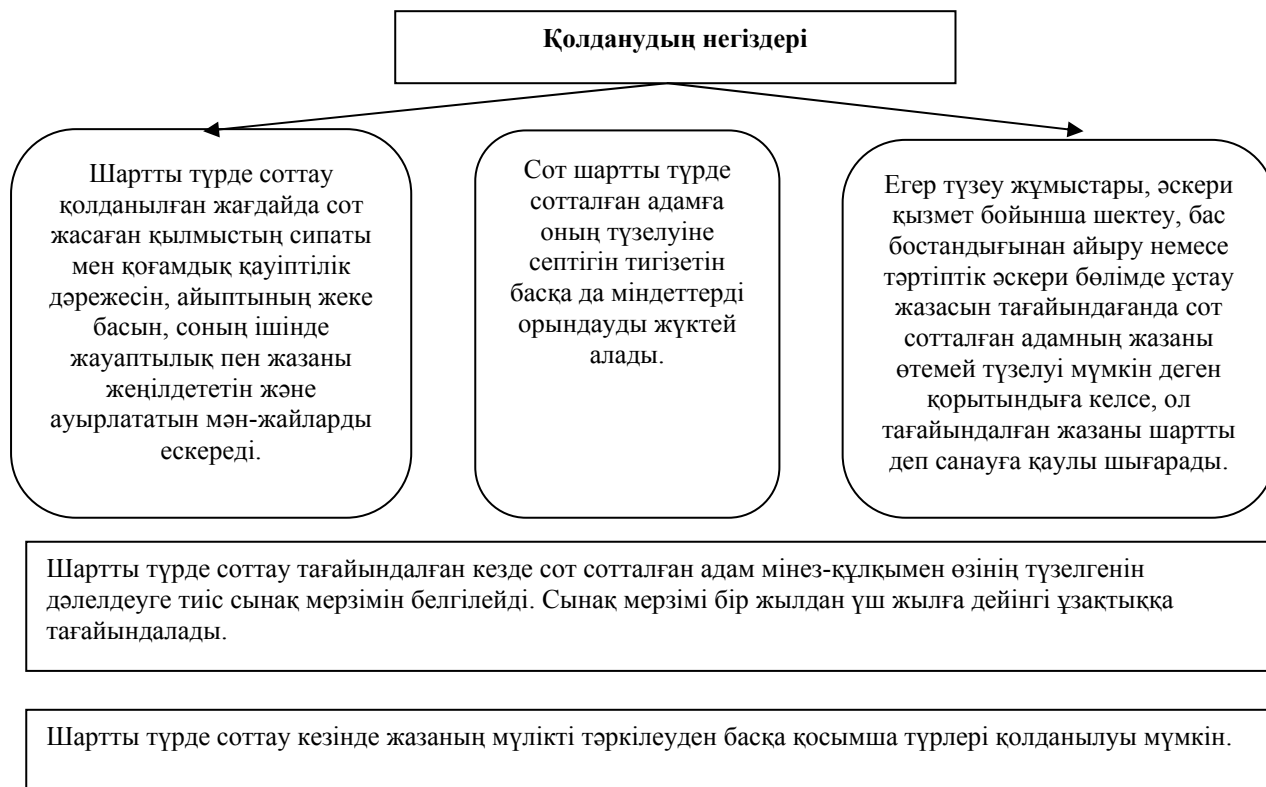 Қолданудың негіздері
Шартты түрде соттау
қолданылған жағдайда сот
жасаған қылмыстың сипаты
мен қоғамдық қауіптілік
дәрежесін, айыптының жеке
басын, соның ішінде
жауаптылық пен жазаны
жеңілдететін және
ауырлататын мән-жайларды
ескереді.
Сот шартты түрде
сотталған адамға
оның түзелуіне
септігін тигізетін
басқа да міндеттерді
орындауды жүктей
алады.
Егер түзеу жұмыстары, әскери
қызмет бойынша шектеу, бас
бостандығынан айыру немесе
тәртіптік әскери бөлімде ұстау
жазасын тағайындағанда сот
сотталған адамның жазаны
өтемей түзелуі мүмкін деген
қорытындыға келсе, ол
тағайындалған жазаны шартты
деп санауға қаулы шығарады.
Шартты түрде соттау тағайындалған кезде сот сотталған адам мінез-құлқымен өзінің түзелгенін
дәлелдеуге тиіс сынақ мерзімін белгілейді. Сынақ мерзімі бір жылдан үш жылға дейінгі ұзақтыққа
тағайындалады.
Шартты түрде соттау кезінде жазаның мүлікті тәркілеуден басқа қосымша түрлері қолданылуы мүмкін.